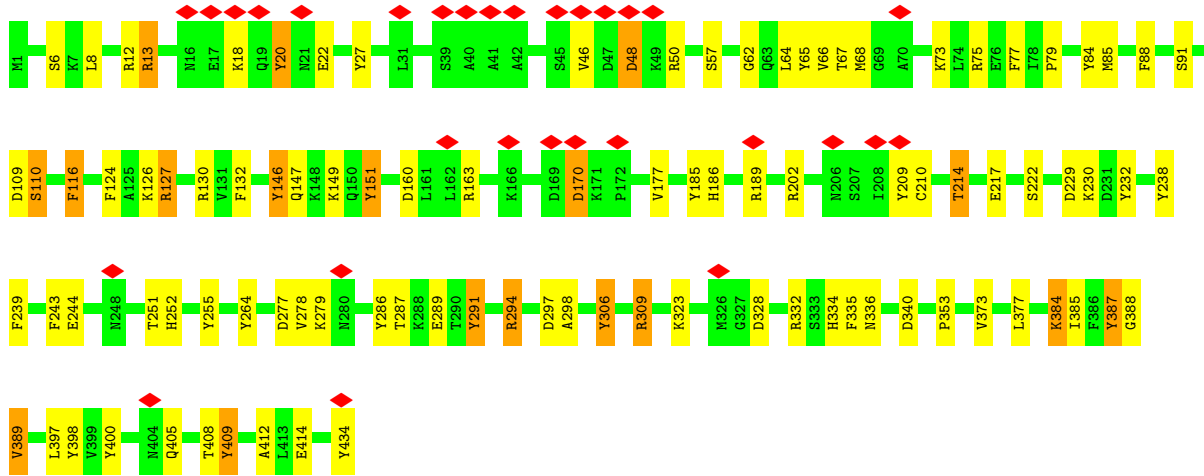 M1 S6 K7 L8 R12 R13 N16 E17 K18 Q19 Y20 N21 E22 Y27 L31 S39 A40 A41 A42 S45 V46 D47 D48 K49 R50 S57 G62 Q63 L64 Y65 V66 T67 M68 G69 A70 K73 L74 R75 E76 F77 I78 P79 Y84 M85 F88 S91
D109 S110 F116 F124 A125 K126 R127 R130 V131 F132 Y146 Q147 K148 K149 Q150 Y151 D160 L161 L162 R163 K166 D169 D170 K171 P172 V177 Y185 H186 R189 R202 N206 S207 I208 Y209 C210 T214 E217 S222 D229 K230 D231 Y232 Y238
F239 F243 E244 N248 T251 H252 Y255 Y264 D277 V278 K279 N280 Y286 T287 K288 E289 T290 Y291 R294 D297 A298 Y306 R309 K323 M326 G327 D328 R332 S333 H334 F335 N336 D340 P353 V373 L377 K384 I385 F386 Y387 G388
V389 L397 Y398 V399 Y400 N404 Q405 T408 Y409 A412 L413 E414 Y434